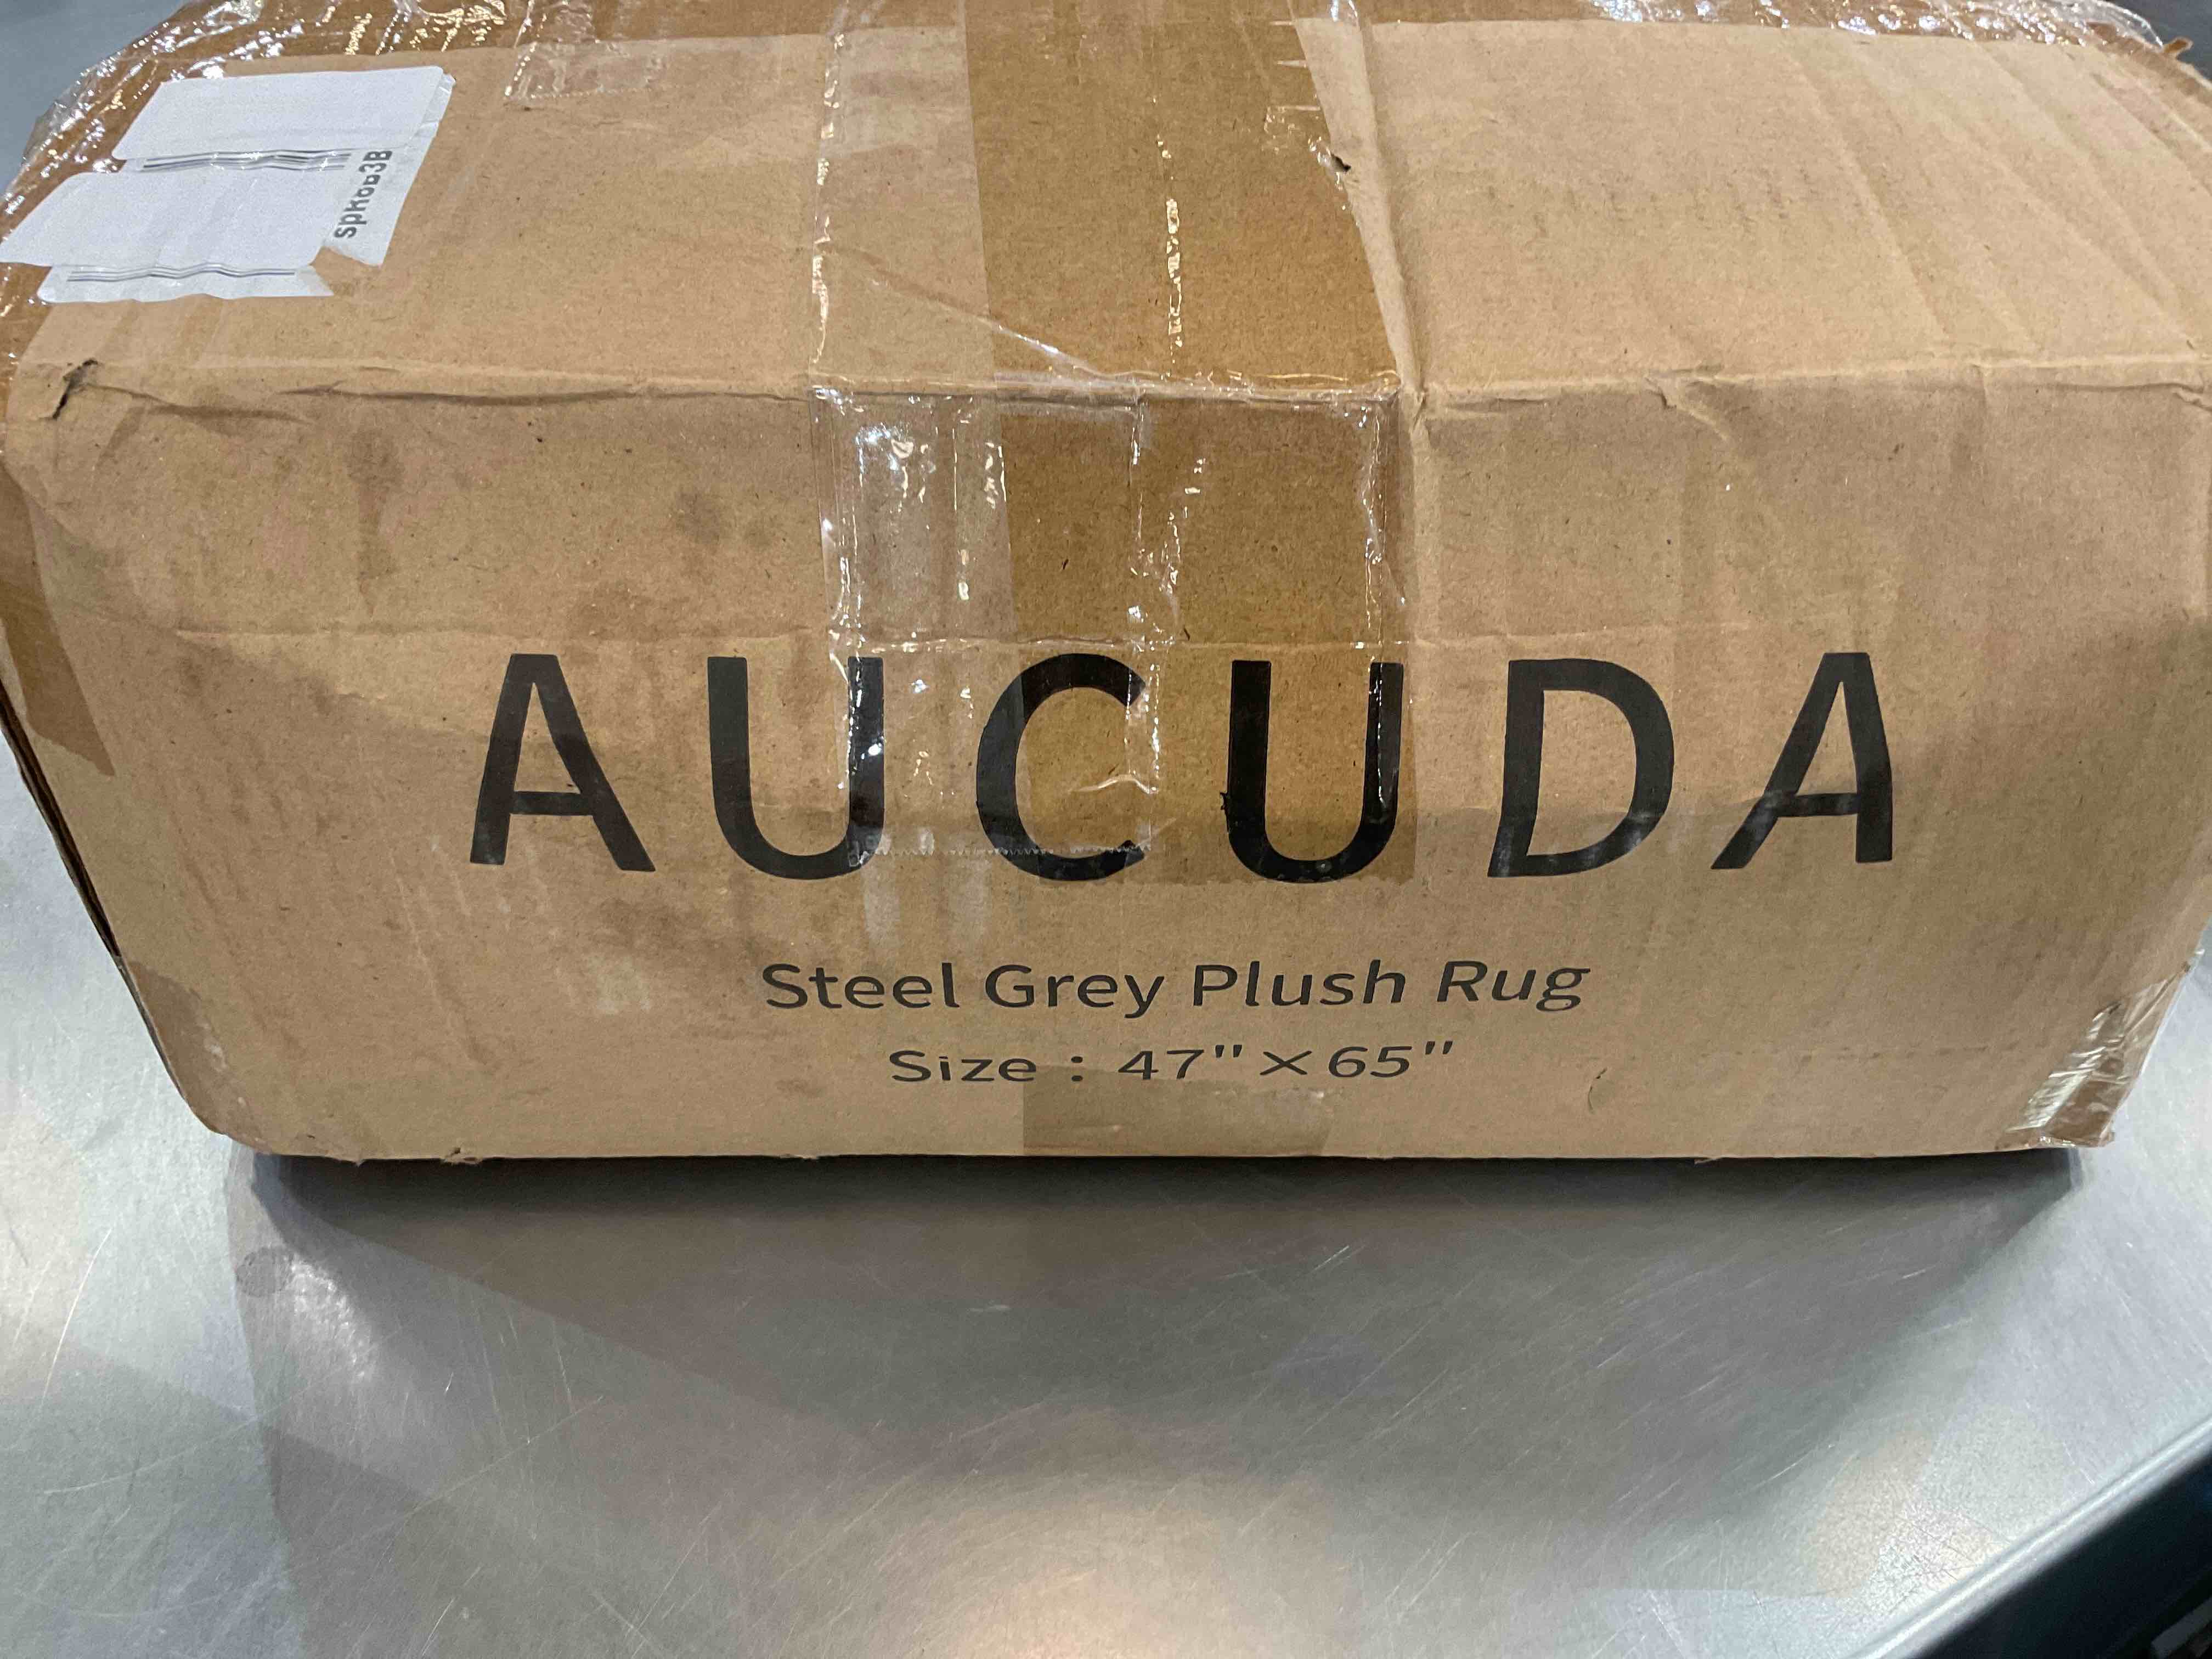 AUCUDA
Steel Grey Plush Rug
Size : 47"×65"